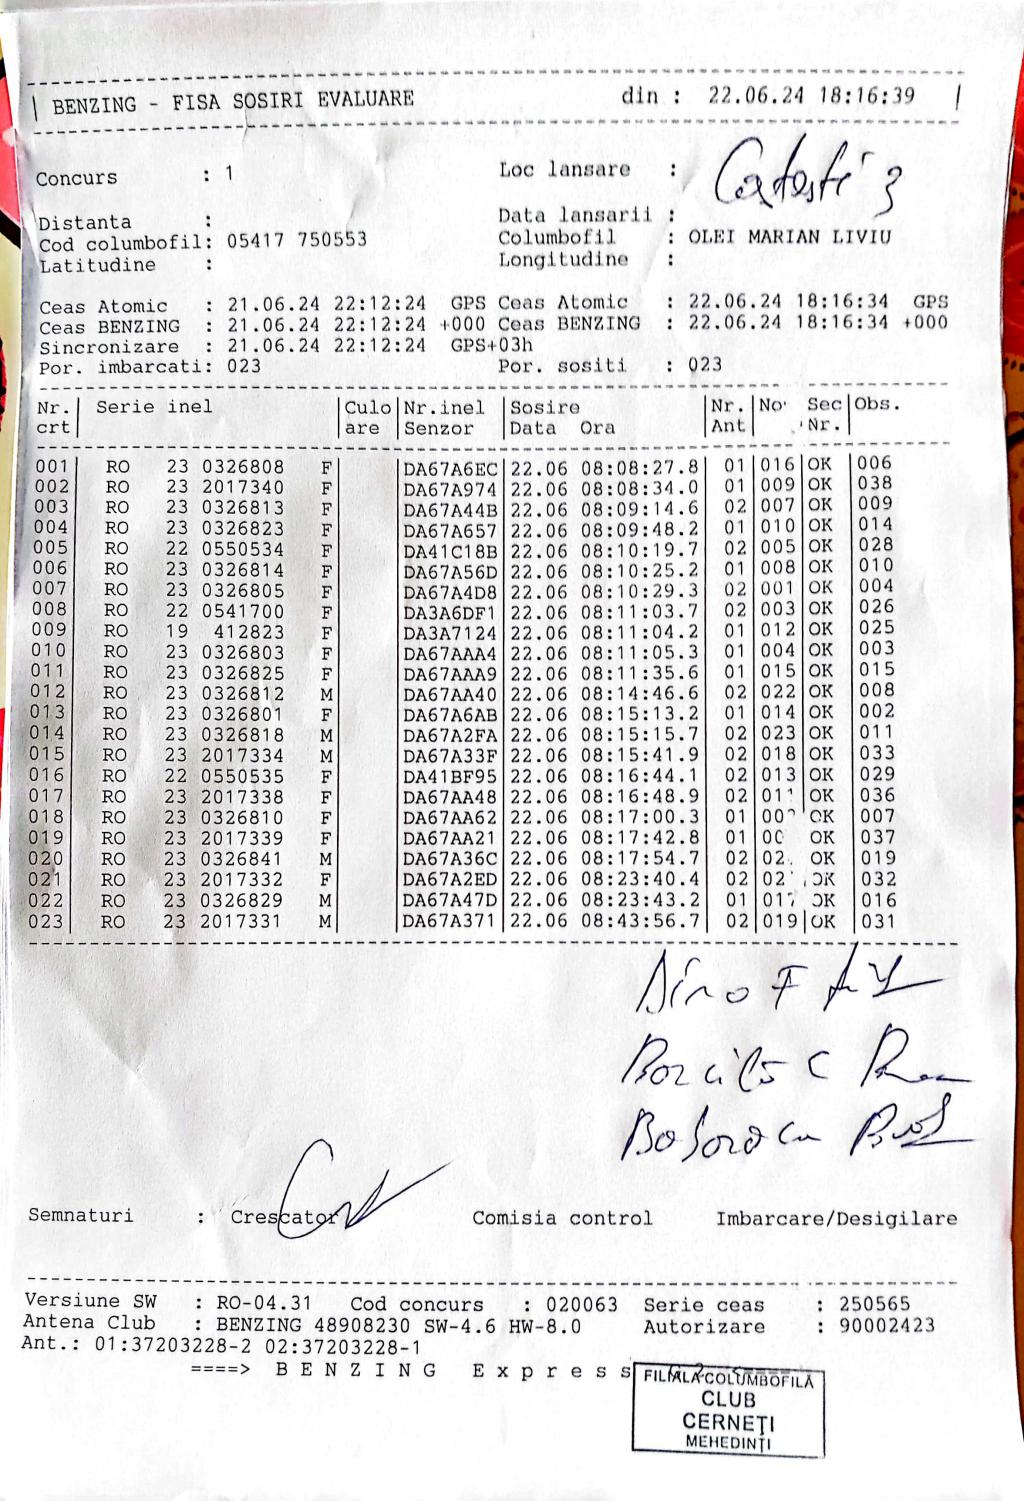 BENZING - FISA SOSIRI EVALUARE din : 22.06.24 18:16:39
Concurs : 1 Loc lansare :
Distanta : Data lansarii :
Cod columbofil: 05417 750553 Columbofil : OLEI MARIAN LIVIU
Latitudine : Longitudine :
Ceas Atomic : 21.06.24 22:12:24 GPS Ceas Atomic : 22.06.24 18:16:34 GPS
Ceas BENZING : 21.06.24 22:12:24 +000 Ceas BENZING : 22.06.24 18:16:34 +000
Sincronizare : 21.06.24 22:12:24 GPS+03h
Por. imbarcati: 023 Por. sositi : 023
Nr. Serie inel Culo Nr.inel Sosire Nr. No Sec Obs.
crt are Senzor Data Ora Ant Nr.
001 RO 23 0326808 F DA67A6EC 22.06 08:08:27.8 01 016 OK 006
002 RO 23 2017340 F DA67A974 22.06 08:08:34.0 01 009 OK 038
003 RO 23 0326813 F DA67A44B 22.06 08:09:14.6 02 007 OK 009
004 RO 23 0326823 F DA67A657 22.06 08:09:48.2 01 010 OK 014
005 RO 22 0550534 F DA41C18B 22.06 08:10:19.7 02 005 OK 028
006 RO 23 0326814 F DA67A56D 22.06 08:10:25.2 01 008 OK 010
007 RO 23 0326805 F DA67A4D8 22.06 08:10:29.3 02 001 OK 004
008 RO 22 0541700 F DA3A6DF1 22.06 08:11:03.7 02 003 OK 026
009 RO 19 412823 F DA3A7124 22.06 08:11:04.2 01 012 OK 025
010 RO 23 0326803 F DA67AAA4 22.06 08:11:05.3 01 004 OK 003
011 RO 23 0326825 F DA67AAA9 22.06 08:11:35.6 01 015 OK 015
012 RO 23 0326812 M DA67AA40 22.06 08:14:46.6 02 022 OK 008
013 RO 23 0326801 F DA67A6AB 22.06 08:15:13.2 01 014 OK 002
014 RO 23 0326818 M DA67A2FA 22.06 08:15:15.7 02 023 OK 011
015 RO 23 2017334 M DA67A33F 22.06 08:15:41.9 02 018 OK 033
016 RO 22 0550535 F DA41BF95 22.06 08:16:44.1 02 013 OK 029
017 RO 23 2017338 F DA67AA48 22.06 08:16:48.9 02 OK 036
018 RO 23 0326810 F DA67AA62 22.06 08:17:00.3 01 OK 007
019 RO 23 2017339 F DA67AA21 22.06 08:17:42.8 01 OK 037
020 RO 23 0326841 M DA67A36C 22.06 08:17:54.7 02 OK 019
021 RO 23 2017332 F DA67A2ED 22.06 08:23:40.4 02 OK 032
022 RO 23 0326829 M DA67A47D 22.06 08:23:43.2 01 OK 016
023 RO 23 2017331 M DA67A371 22.06 08:43:56.7 02 019 OK 031
Semnaturi : Crescator Comisia control Imbarcare/Desigilare
Versiune SW : RO-04.31 Cod concurs : 020063 Serie ceas : 250565
Antena Club : BENZING 48908230 SW-4.6 HW-8.0 Autorizare : 90002423
Ant.: 01:37203228-2 02:37203228-1
====> B E N Z I N G E x p r e s s
FILIALA COLUMBOFILĂ
CLUB
CERNEȚI
MEHEDINȚI